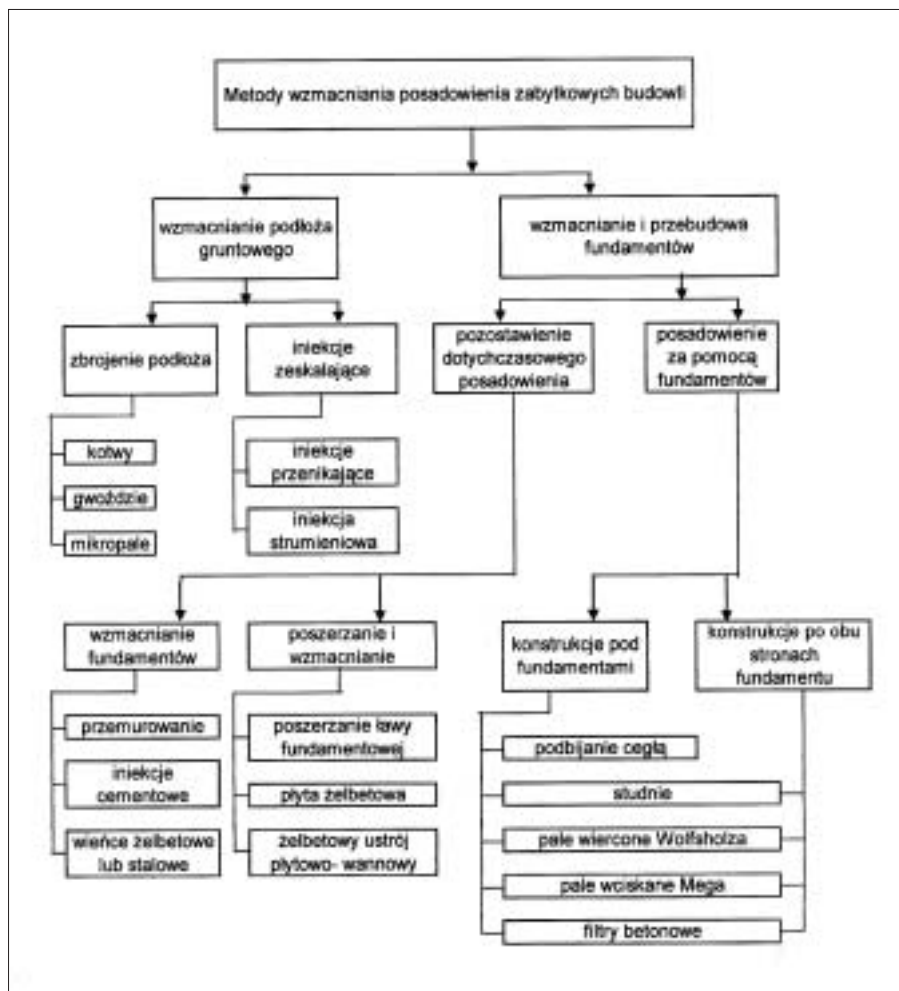 Metody wzmacniania posadowienia zabytkowych budowli
wzmacnianie podłoża
gruntowego
wzmacnianie i przebudowa
fundamentów
zbrojenie podłoża
iniekcje
zeskalające
pozostawienie
dotychczasowego
posadowienia
posadowienie
za pomocą
fundamentów
kotwy
gwoździe
mikropale
iniekcje
przenikające
iniekcja
strumieniowa
wzmacnianie
fundamentów
poszerzanie i
wzmacnianie
konstrukcje pod
fundamentami
konstrukcje po obu
stronach
fundamentu
przemurowanie
iniekcje
cementowe
wieńce żelbetowe
lub stalowe
poszerzanie ławy
fundamentowej
płyta żelbetowa
żelbetowy ustrój
płytowo- wannowy
podbijanie cegłą
studnie
pale wiercone Wolfsholza
pale wciskane Mega
filtry betonowe